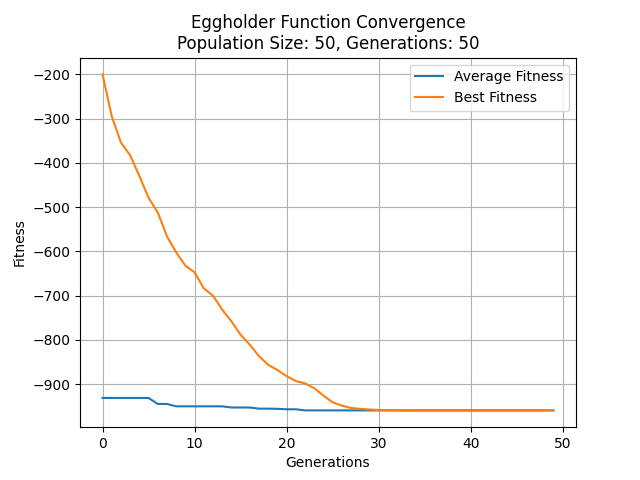 Eggholder Function Convergence
Population Size: 50, Generations: 50
Average Fitness
Best Fitness
−200
−300
−400
−500
−600
−700
−800
−900
Fitness
0 10 20 30 40 50
Generations